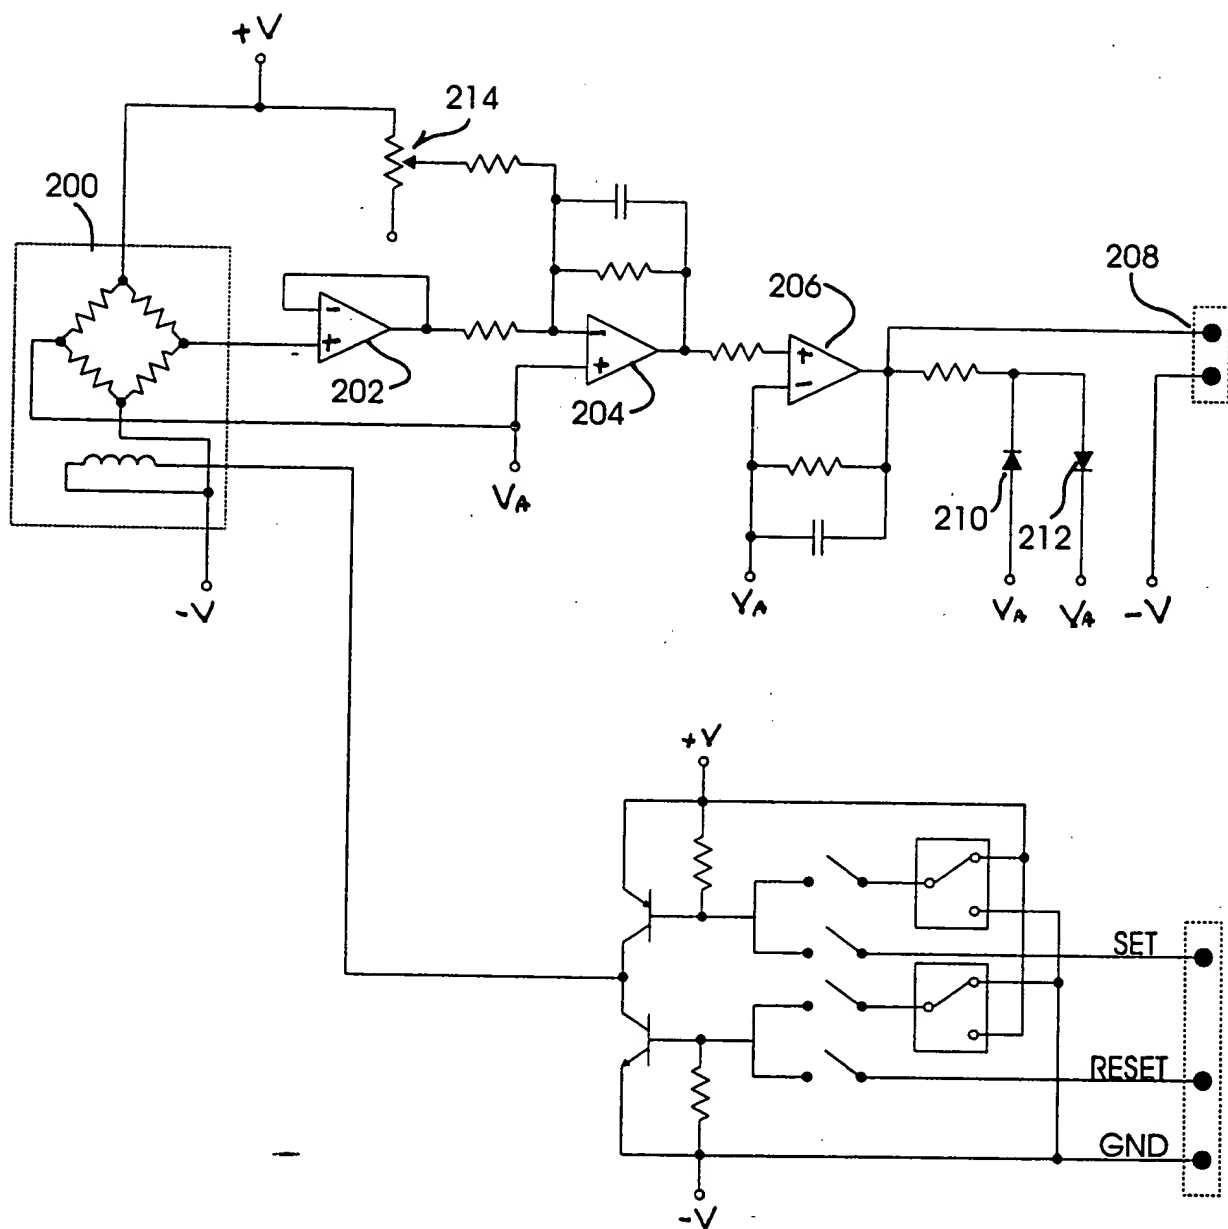 +V
214
200
208
206
-
+
202
-
+
204
+
-
210
212
VA
-V
VA
VA
VA
-V
+V
SET
RESET
GND
-V